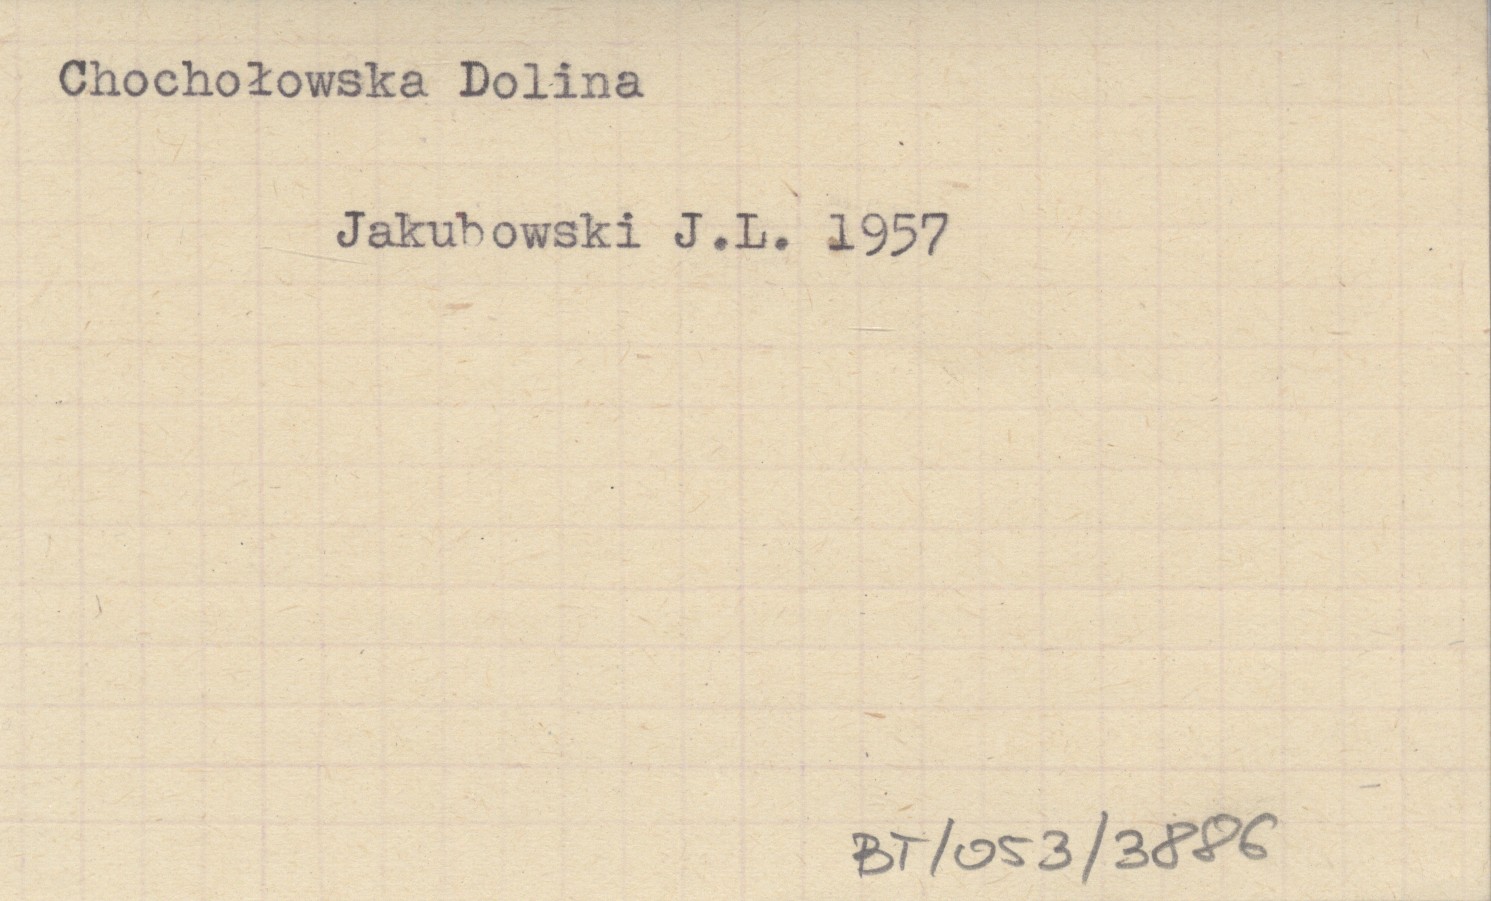 Chochołowska Dolina
Jakubowski J.L. 1957
BT/053/3886